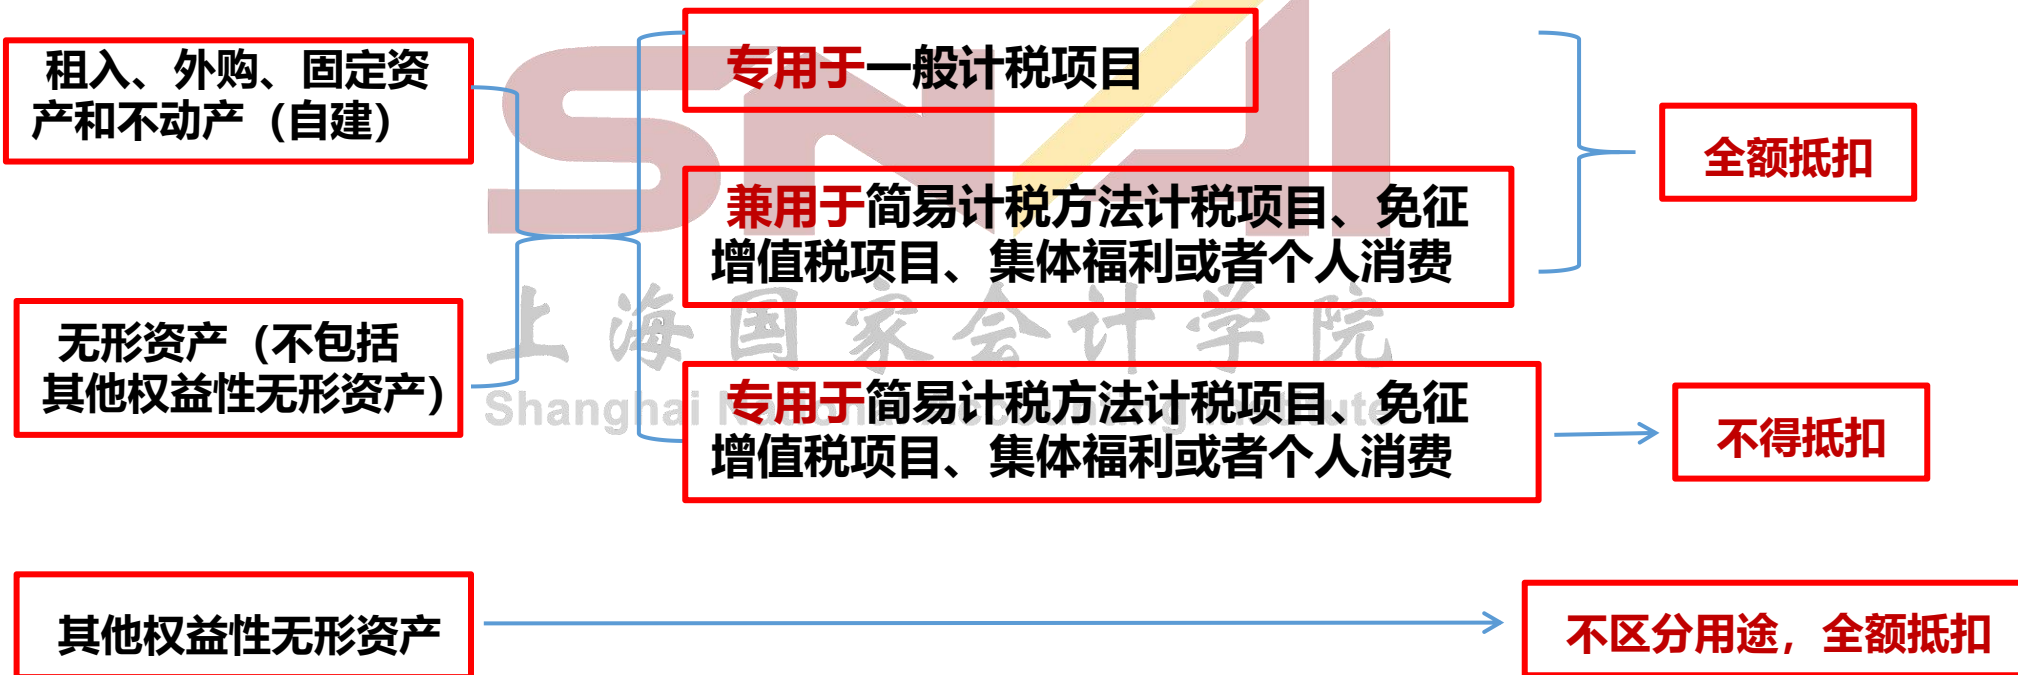 租入、外购、固定资
产和不动产（自建）
专用于一般计税项目
全额抵扣
兼用于简易计税方法计税项目、免征
增值税项目、集体福利或者个人消费
无形资产（不包括
其他权益性无形资产）
专用于简易计税方法计税项目、免征
增值税项目、集体福利或者个人消费
不得抵扣
其他权益性无形资产
不区分用途，全额抵扣
SNAI
上海国家会计学院
Shanghai National Accounting Institute